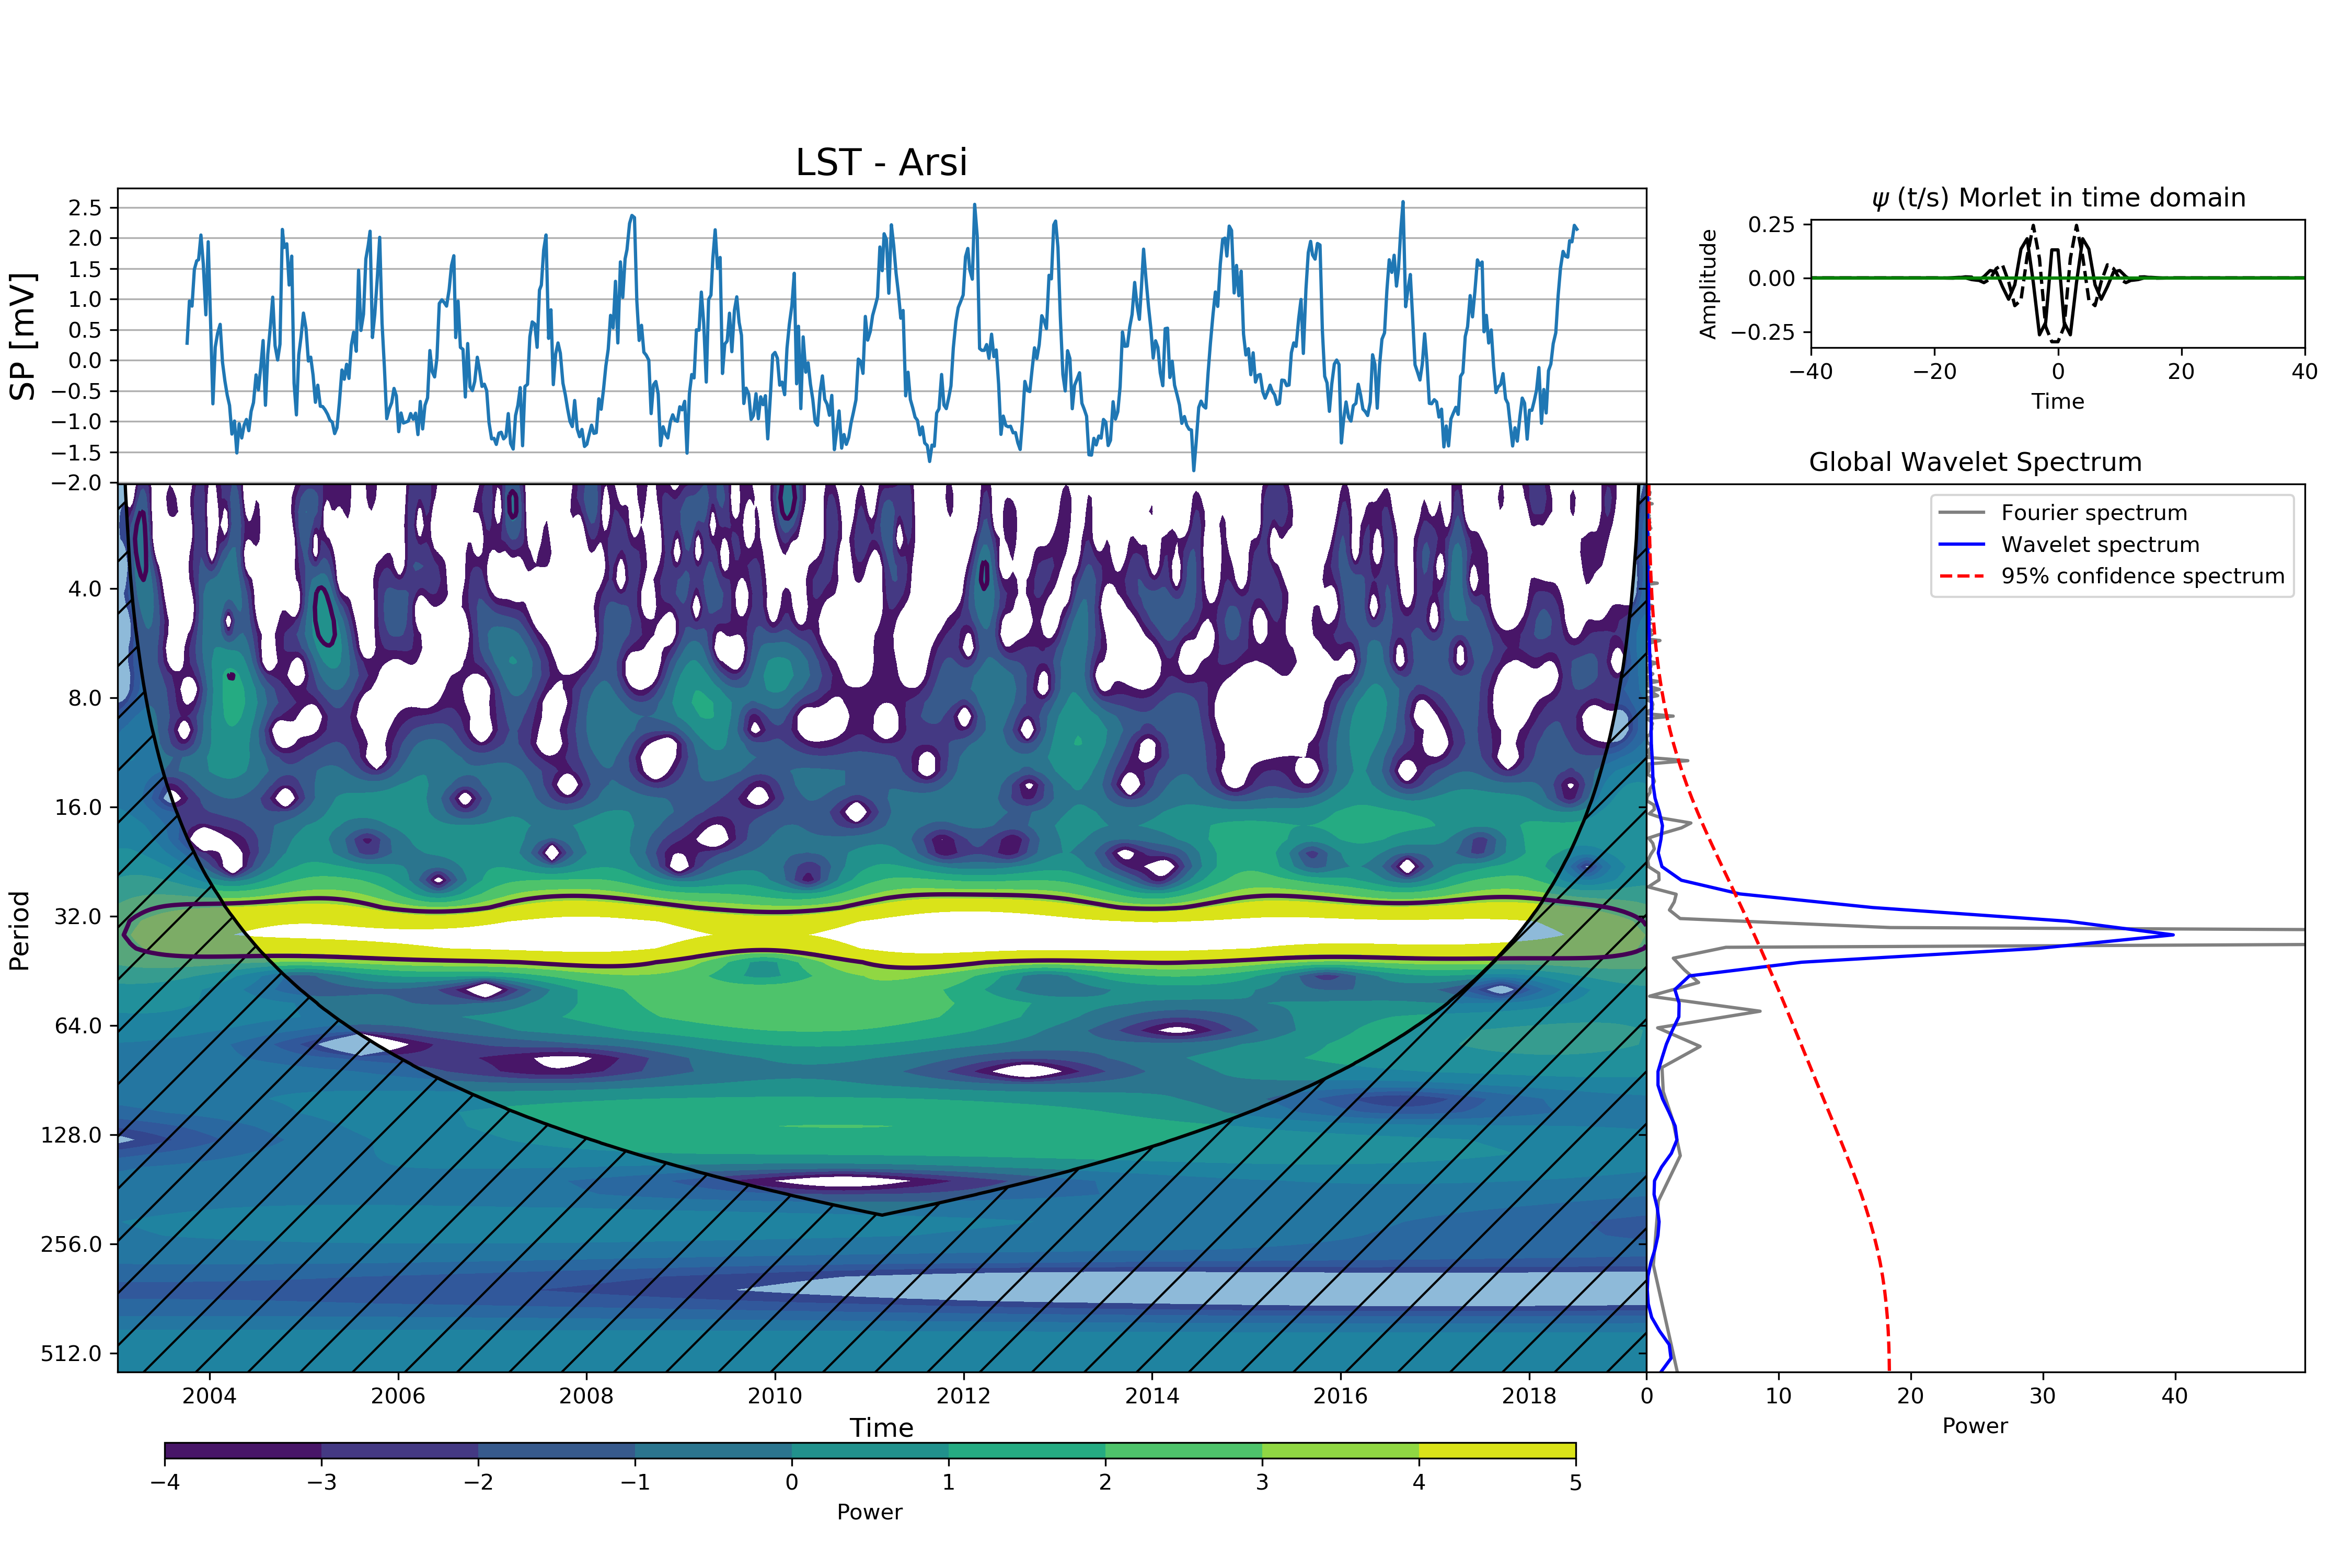 LST - Arsi
SP [mV]
2.5
2.0
1.5
1.0
0.5
0.0
−0.5
−1.0
−1.5
−2.0
ψ (t/s) Morlet in time domain
Amplitude
0.25
0.00
−0.25
−40 −20 0 20 40
Time
Global Wavelet Spectrum
Fourier spectrum
Wavelet spectrum
95% confidence spectrum
Period
4.0
8.0
16.0
32.0
64.0
128.0
256.0
512.0
2004 2006 2008 2010 2012 2014 2016 2018
Time
0 10 20 30 40
Power
−4 −3 −2 −1 0 1 2 3 4 5
Power